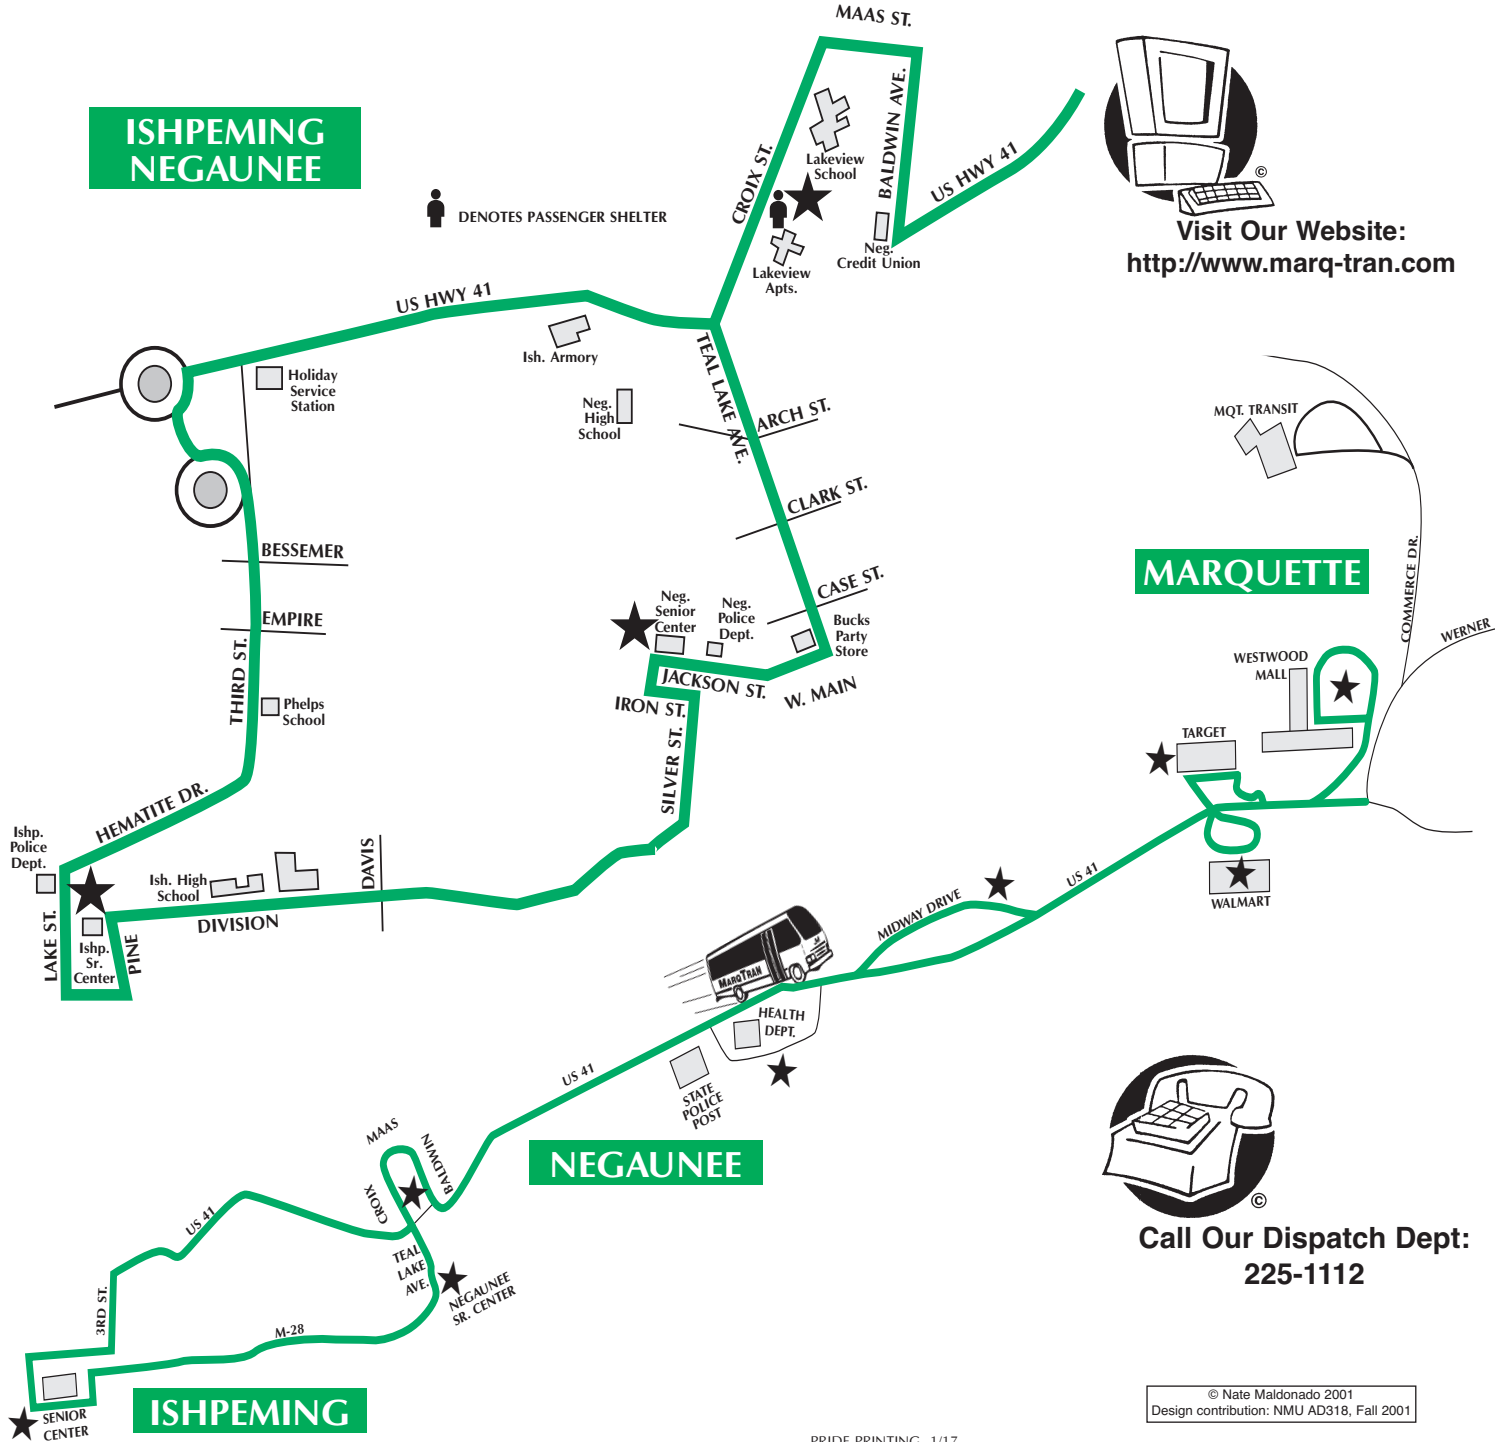 MAAS ST.
ISHPEMING
NEGAUNEE
DENOTES PASSENGER SHELTER
CROIX ST.
Lakeview
School
BALDWIN AVE.
US HWY 41
Neg.
Credit Union
Lakeview
Apts.
©
Visit Our Website:
http://www.marq-tran.com
US HWY 41
Ish. Armory
Holiday
Service
Station
Neg.
High
School
TEAL LAKE AVE.
ARCH ST.
CLARK ST.
CASE ST.
BESSEMER
EMPIRE
THIRD ST.
Phelps
School
Neg.
Senior
Center
Neg.
Police
Dept.
Bucks
Party
Store
JACKSON ST.
W. MAIN
IRON ST.
SILVER ST.
HEMATITE DR.
Ishp.
Police
Dept.
LAKE ST.
Ishp.
Sr.
Center
PINE
Ish. High
School
DIVISION
DAVIS
MQT. TRANSIT
MARQUETTE
COMMERCE DR.
WERNER
WESTWOOD
MALL
TARGET
WALMART
US 41
MIDWAY DRIVE
MARQTRAN
HEALTH
DEPT.
STATE
POLICE
POST
US 41
NEGAUNEE
MAAS
BALDWIN
CROIX
TEAL
LAKE
AVE.
NEGAUNEE
SR. CENTER
US 41
3RD ST.
M-28
SENIOR
CENTER
ISHPEMING
©
Call Our Dispatch Dept:
225-1112
© Nate Maldonado 2001
Design contribution: NMU AD318, Fall 2001
PRIDE PRINTING 1/17